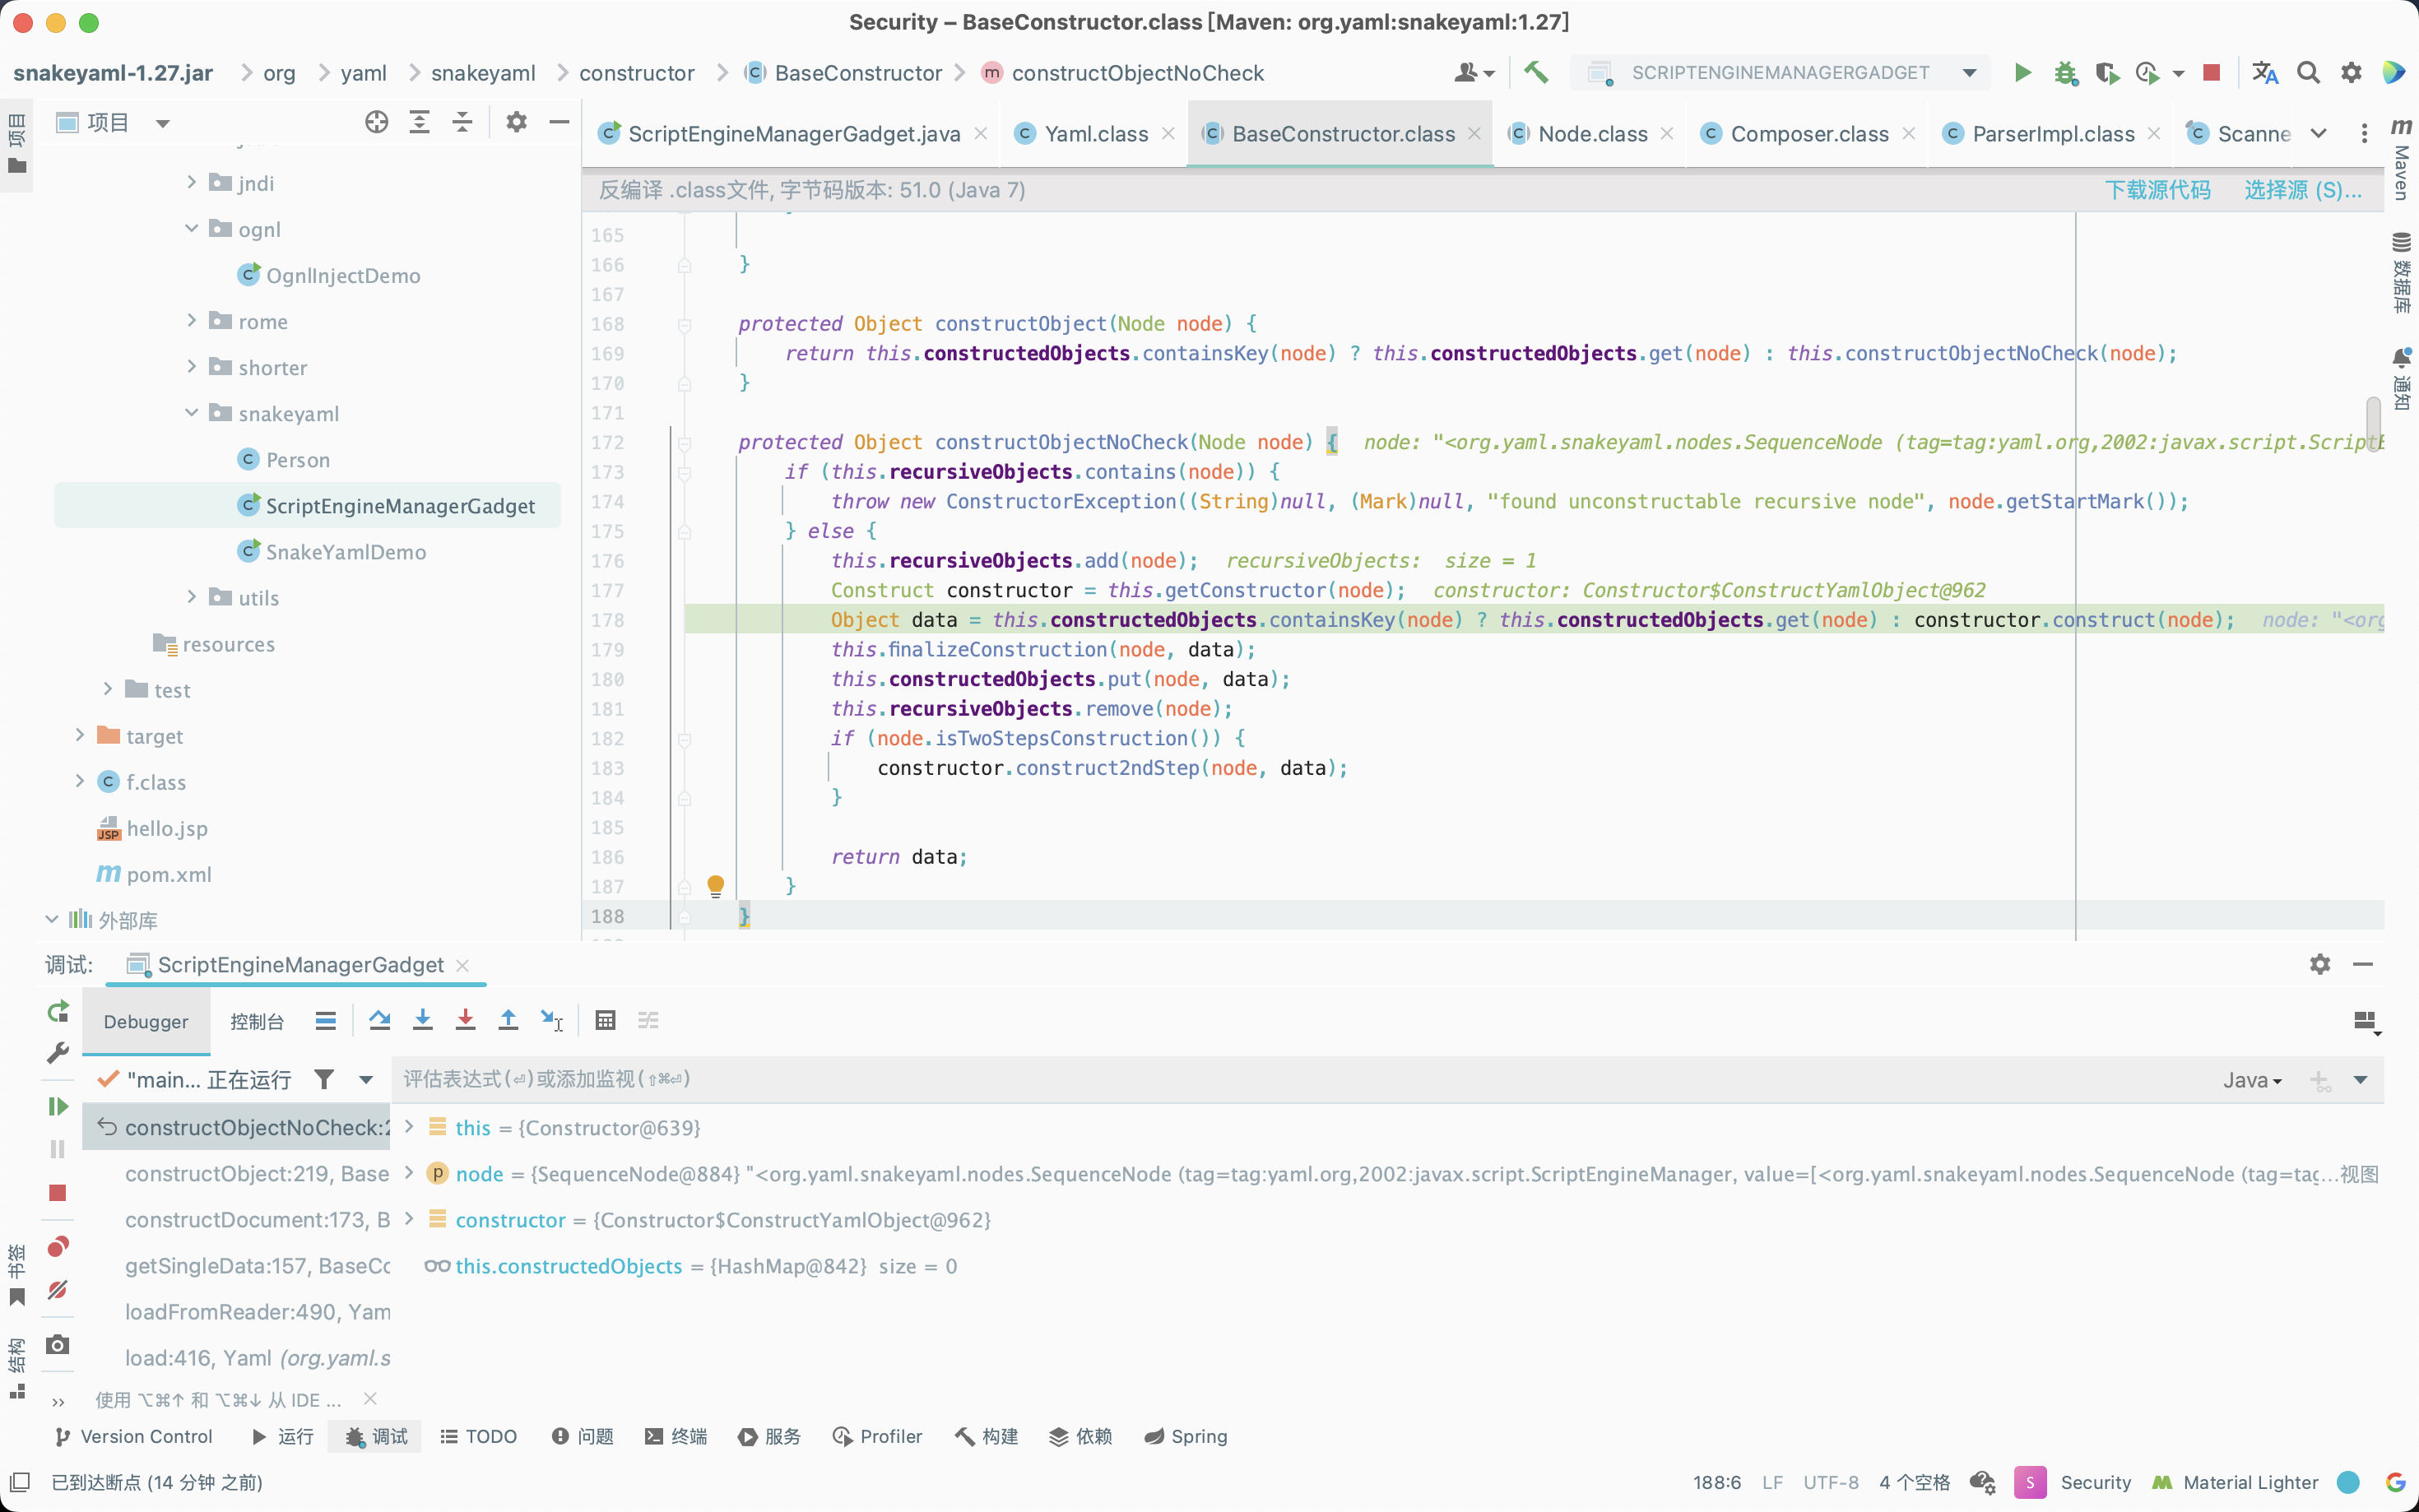 Security – BaseConstructor.class [Maven: org.yaml:snakeyaml:1.27]
snakeyaml-1.27.jar org yaml snakeyaml constructor BaseConstructor constructObjectNoCheck SCRIPTENGINEMANAGERGADGET
项目
项目
ScriptEngineManagerGadget.java Yaml.class BaseConstructor.class Node.class Composer.class ParserImpl.class Scanne
Maven
数据库
通知
反编译 .class文件, 字节码版本: 51.0 (Java 7) 下载源代码 选择源 (S)...
jndi
ognl
OgnlInjectDemo
rome
shorter
snakeyaml
Person
ScriptEngineManagerGadget
SnakeYamlDemo
utils
resources
test
target
f.class
hello.jsp
pom.xml
外部库
165
166 }
167
168 protected Object constructObject(Node node) {
169 return this.constructedObjects.containsKey(node) ? this.constructedObjects.get(node) : this.constructObjectNoCheck(node);
170 }
171
172 protected Object constructObjectNoCheck(Node node) { node: "<org.yaml.snakeyaml.nodes.SequenceNode (tag=tag:yaml.org,2002:javax.script.ScriptE
173 if (this.recursiveObjects.contains(node)) {
174 throw new ConstructorException((String)null, (Mark)null, "found unconstructable recursive node", node.getStartMark());
175 } else {
176 this.recursiveObjects.add(node); recursiveObjects: size = 1
177 Construct constructor = this.getConstructor(node); constructor: Constructor$ConstructYamlObject@962
178 Object data = this.constructedObjects.containsKey(node) ? this.constructedObjects.get(node) : constructor.construct(node); node: "<org
179 this.finalizeConstruction(node, data);
180 this.constructedObjects.put(node, data);
181 this.recursiveObjects.remove(node);
182 if (node.isTwoStepsConstruction()) {
183 constructor.construct2ndStep(node, data);
184 }
185
186 return data;
187 }
188 }
调试: ScriptEngineManagerGadget
Debugger 控制台
"main... 正在运行
评估表达式(⏎)或添加监视(⇧⌘⏎) Java
constructObjectNoCheck:2
constructObject:219, Base
constructDocument:173, B
getSingleData:157, BaseCo
loadFromReader:490, Yam
load:416, Yaml (org.yaml.s
this = {Constructor@639}
node = {SequenceNode@884} "<org.yaml.snakeyaml.nodes.SequenceNode (tag=tag:yaml.org,2002:javax.script.ScriptEngineManager, value=[<org.yaml.snakeyaml.nodes.SequenceNode (tag=tag...视图
constructor = {Constructor$ConstructYamlObject@962}
this.constructedObjects = {HashMap@842} size = 0
书签
结构
使用 ⌥⌘↑ 和 ⌥⌘↓ 从 IDE ...
Version Control 运行 调试 TODO 问题 终端 服务 Profiler 构建 依赖 Spring
已到达断点 (14 分钟 之前) 188:6 LF UTF-8 4 个空格 S Security Material Lighter